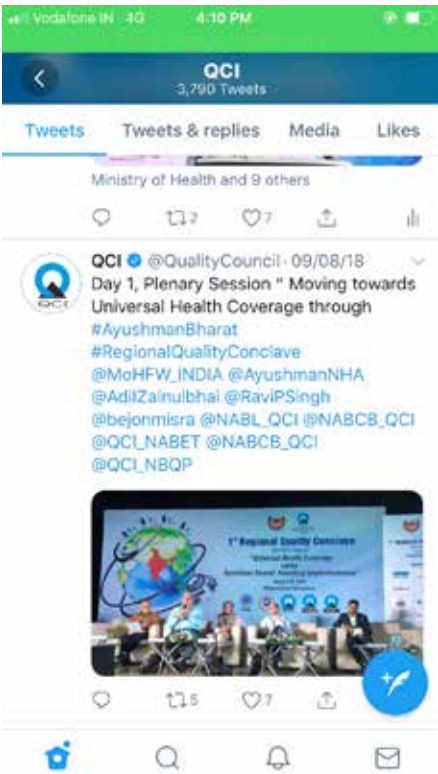 Vodafone IN 4G 4:10 PM
QCI
3,790 Tweets
Tweets Tweets & replies Media Likes
Ministry of Health and 9 others
7 7
QCI @QualityCouncil · 09/08/18
Day 1, Plenary Session " Moving towards
Universal Health Coverage through
#AyushmanBharat
#RegionalQualityConclave
@MoHFW_INDIA @AyushmanNHA
@AdilZainulbhai @RaviPSingh
@bejonmisra @NABL_QCI @NABCB_QCI
@QCI_NABET @NABCB_QCI
@QCI_NBQP
QCI
1st Regional Quality Conclave
5 7